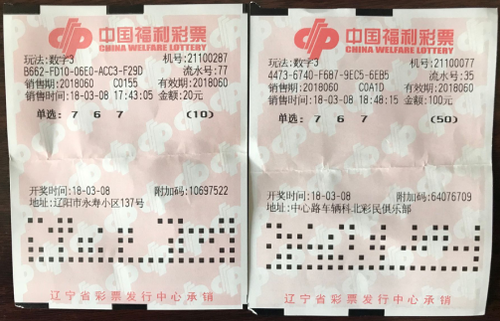 中国福利彩票
CHINA WELFARE LOTTERY
玩法:数字3 机号:21100287
B662-FD10-06E0-ACC3-F29D 流水号:77
销售期:2018060 C0155 有效期:2018060
销售时间:18-03-08 17:43:05 金额:20元
单选: 7 6 7 (10)
开奖时间:18-03-08 附加码:10697522
地址:辽阳市永寿小区137号
辽宁省彩票发行中心承销
中国福利彩票
CHINA WELFARE LOTTERY
玩法:数字3 机号:21100077
4473-6740-F687-9EC5-6EB5 流水号:35
销售期:2018060 C0A1D 有效期:2018060
销售时间:18-03-08 18:48:15 金额:100元
单选: 7 6 7 (50)
开奖时间:18-03-08 附加码:64076709
地址:中心路车辆科北彩民俱乐部
辽宁省彩票发行中心承销